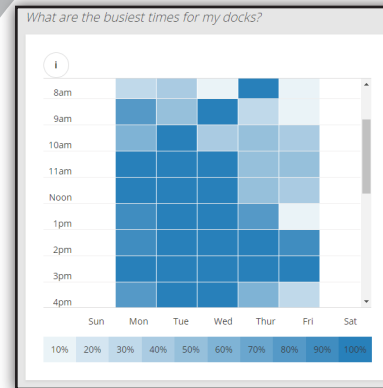 What are the busiest times for my docks?
i
8am
9am
10am
11am
Noon
1pm
2pm
3pm
4pm
Sun Mon Tue Wed Thur Fri Sat
10% 20% 30% 40% 50% 60% 70% 80% 90% 100%